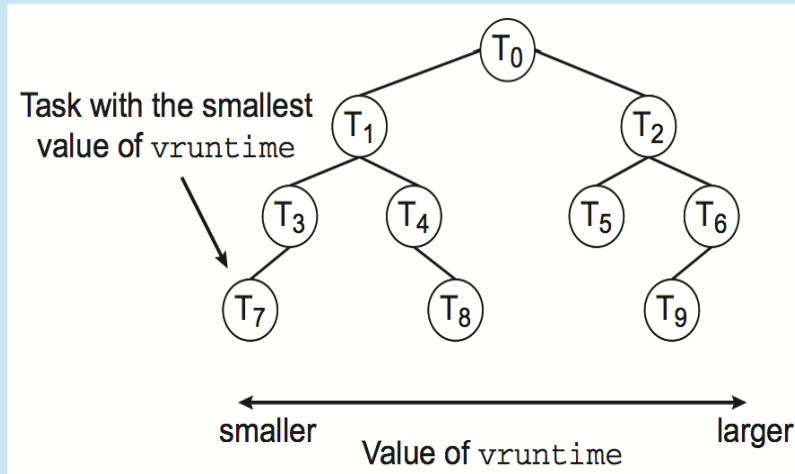 T0
Task with the smallest
value of vruntime
T1
T2
T3
T4
T5
T6
T7
T8
T9
smaller
larger
Value of vruntime